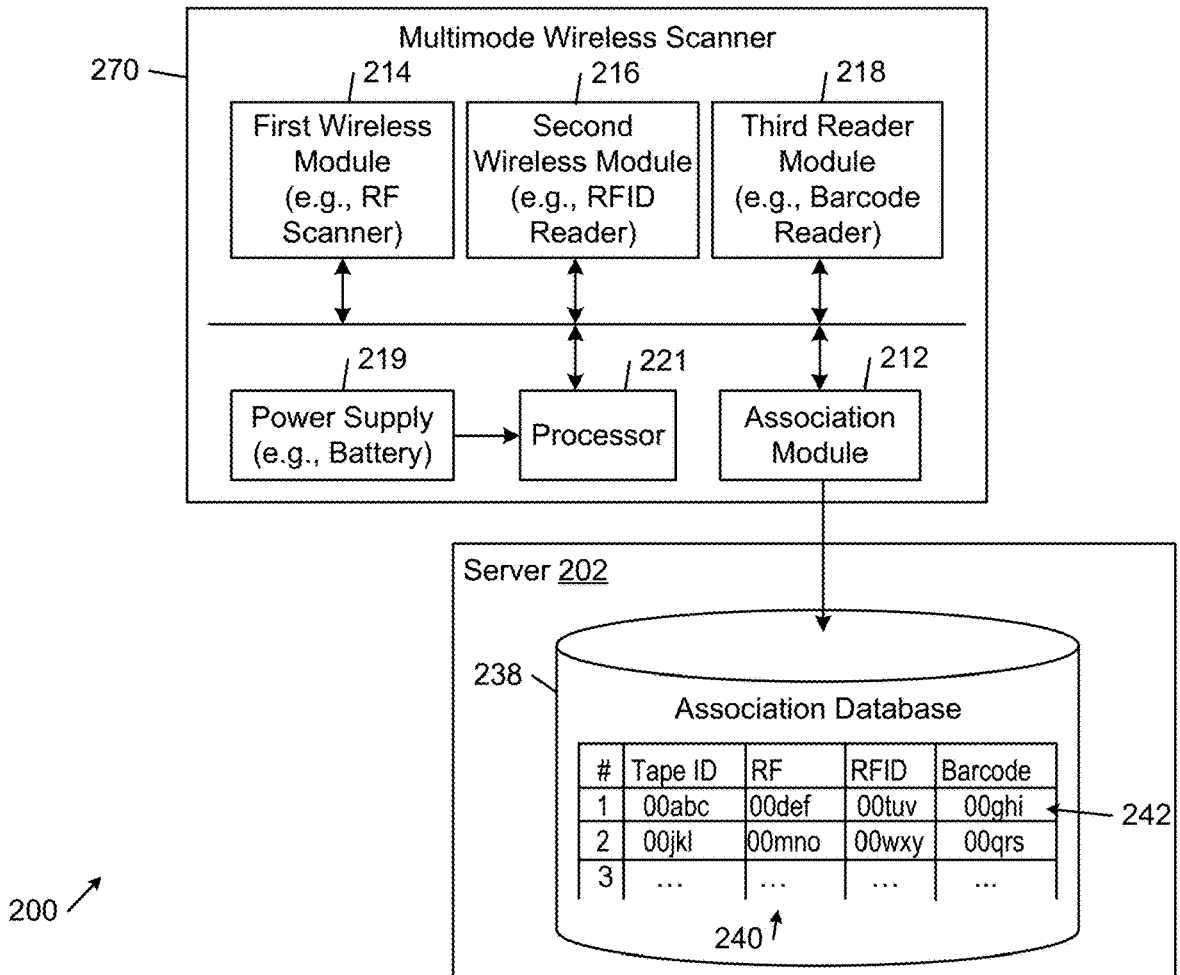 Multimode Wireless Scanner
270
214
216
218
First Wireless
Module
(e.g., RF
Scanner)
Second
Wireless Module
(e.g., RFID
Reader)
Third Reader
Module
(e.g., Barcode
Reader)
219
221
212
Power Supply
(e.g., Battery)
Processor
Association
Module
Server 202
238
Association Database
# Tape ID RF RFID Barcode
1 00abc 00def 00tuv 00ghi
242
2 00jkl 00mno 00wxy 00qrs
3 ... ... ... ...
200
240